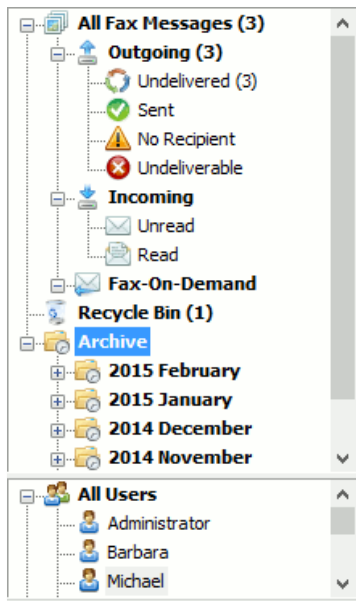 All Fax Messages (3)
Outgoing (3)
Undelivered (3)
Sent
No Recipient
Undeliverable
Incoming
Unread
Read
Fax-On-Demand
Recycle Bin (1)
Archive
2015 February
2015 January
2014 December
2014 November
All Users
Administrator
Barbara
Michael